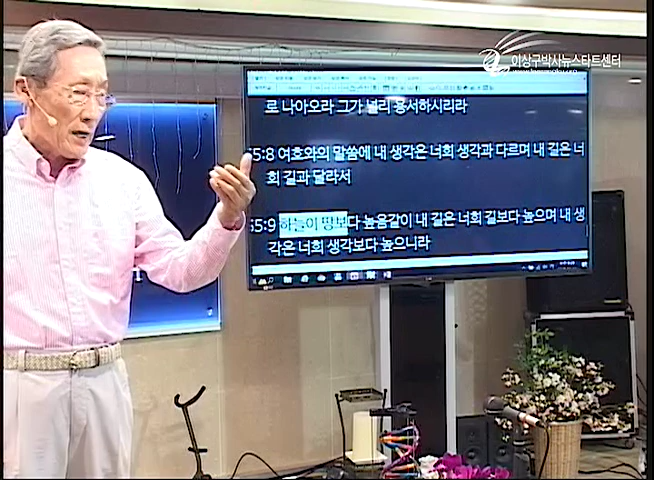 이상구박사뉴스타트센터
로 나아오라 그가 널리 용서하시리라
55:8 여호와의 말씀에 내 생각은 너희 생각과 다르며 내 길은 너
희 길과 달라서
55:9 하늘이 땅보다 높음같이 내 길은 너희 길보다 높으며 내 생
각은 너희 생각보다 높으니라